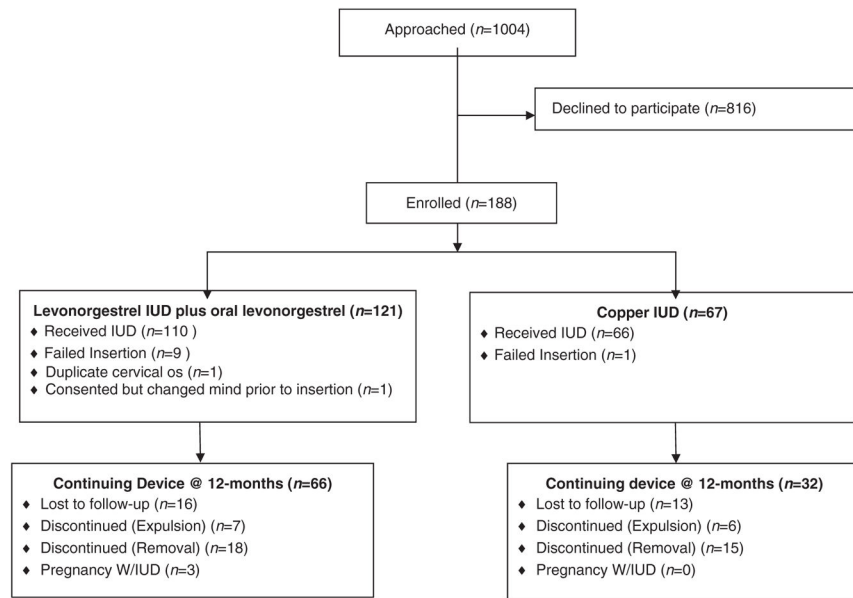 Approached (n=1004)
Declined to participate (n=816)
Enrolled (n=188)
Levonorgestrel IUD plus oral levonorgestrel (n=121)
♦ Received IUD (n=110 )
♦ Failed Insertion (n=9 )
♦ Duplicate cervical os (n=1)
♦ Consented but changed mind prior to insertion (n=1)
Copper IUD (n=67)
♦ Received IUD (n=66)
♦ Failed Insertion (n=1)
Continuing Device @ 12-months (n=66)
♦ Lost to follow-up (n=16)
♦ Discontinued (Expulsion) (n=7)
♦ Discontinued (Removal) (n=18)
♦ Pregnancy W/IUD (n=3)
Continuing device @ 12-months (n=32)
♦ Lost to follow-up (n=13)
♦ Discontinued (Expulsion) (n=6)
♦ Discontinued (Removal) (n=15)
♦ Pregnancy W/IUD (n=0)